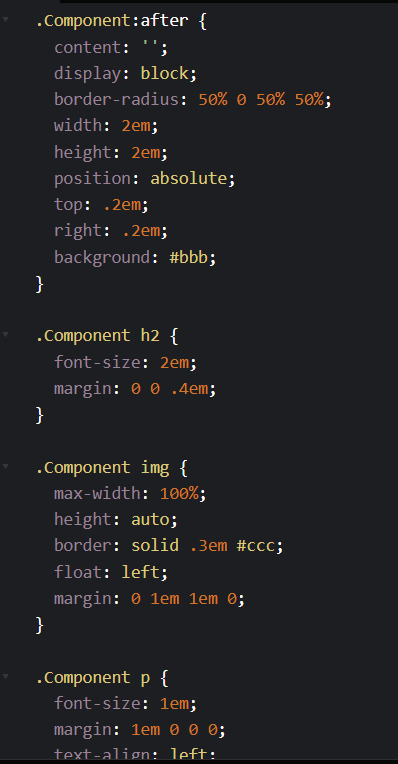 .Component:after {
content: '';
display: block;
border-radius: 50% 0 50% 50%;
width: 2em;
height: 2em;
position: absolute;
top: .2em;
right: .2em;
background: #bbb;
}
.Component h2 {
font-size: 2em;
margin: 0 0 .4em;
}
.Component img {
max-width: 100%;
height: auto;
border: solid .3em #ccc;
float: left;
margin: 0 1em 1em 0;
}
.Component p {
font-size: 1em;
margin: 1em 0 0 0;
text-align: left;